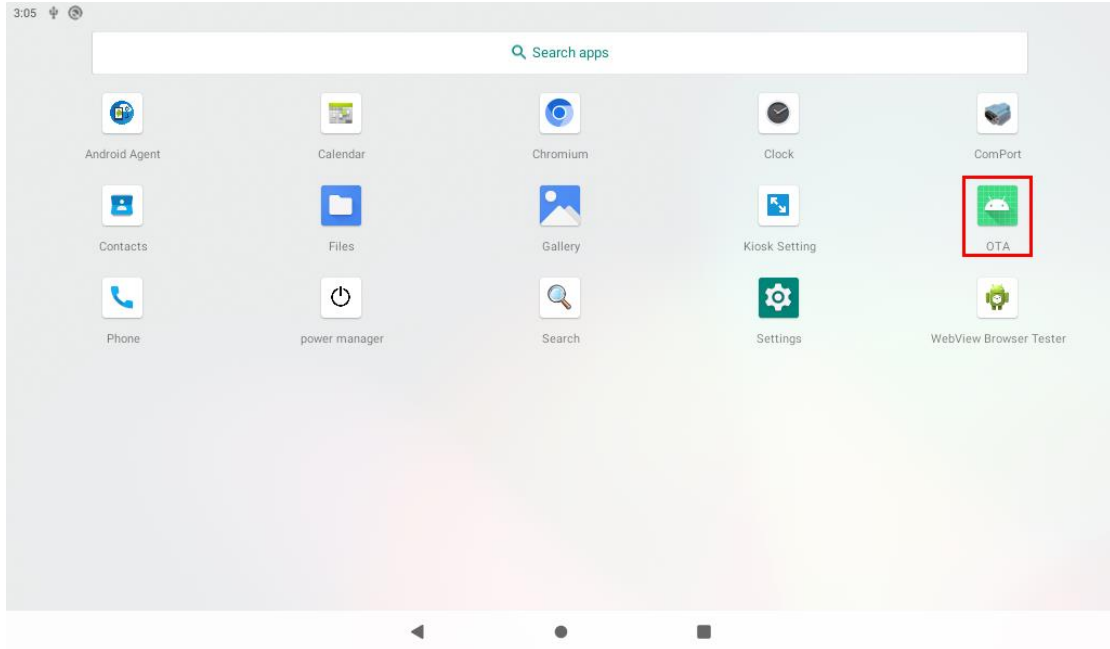 3:05
Search apps
Android Agent
Calendar
Chromium
Clock
ComPort
Contacts
Files
Gallery
Kiosk Setting
OTA
Phone
power manager
Search
Settings
WebView Browser Tester